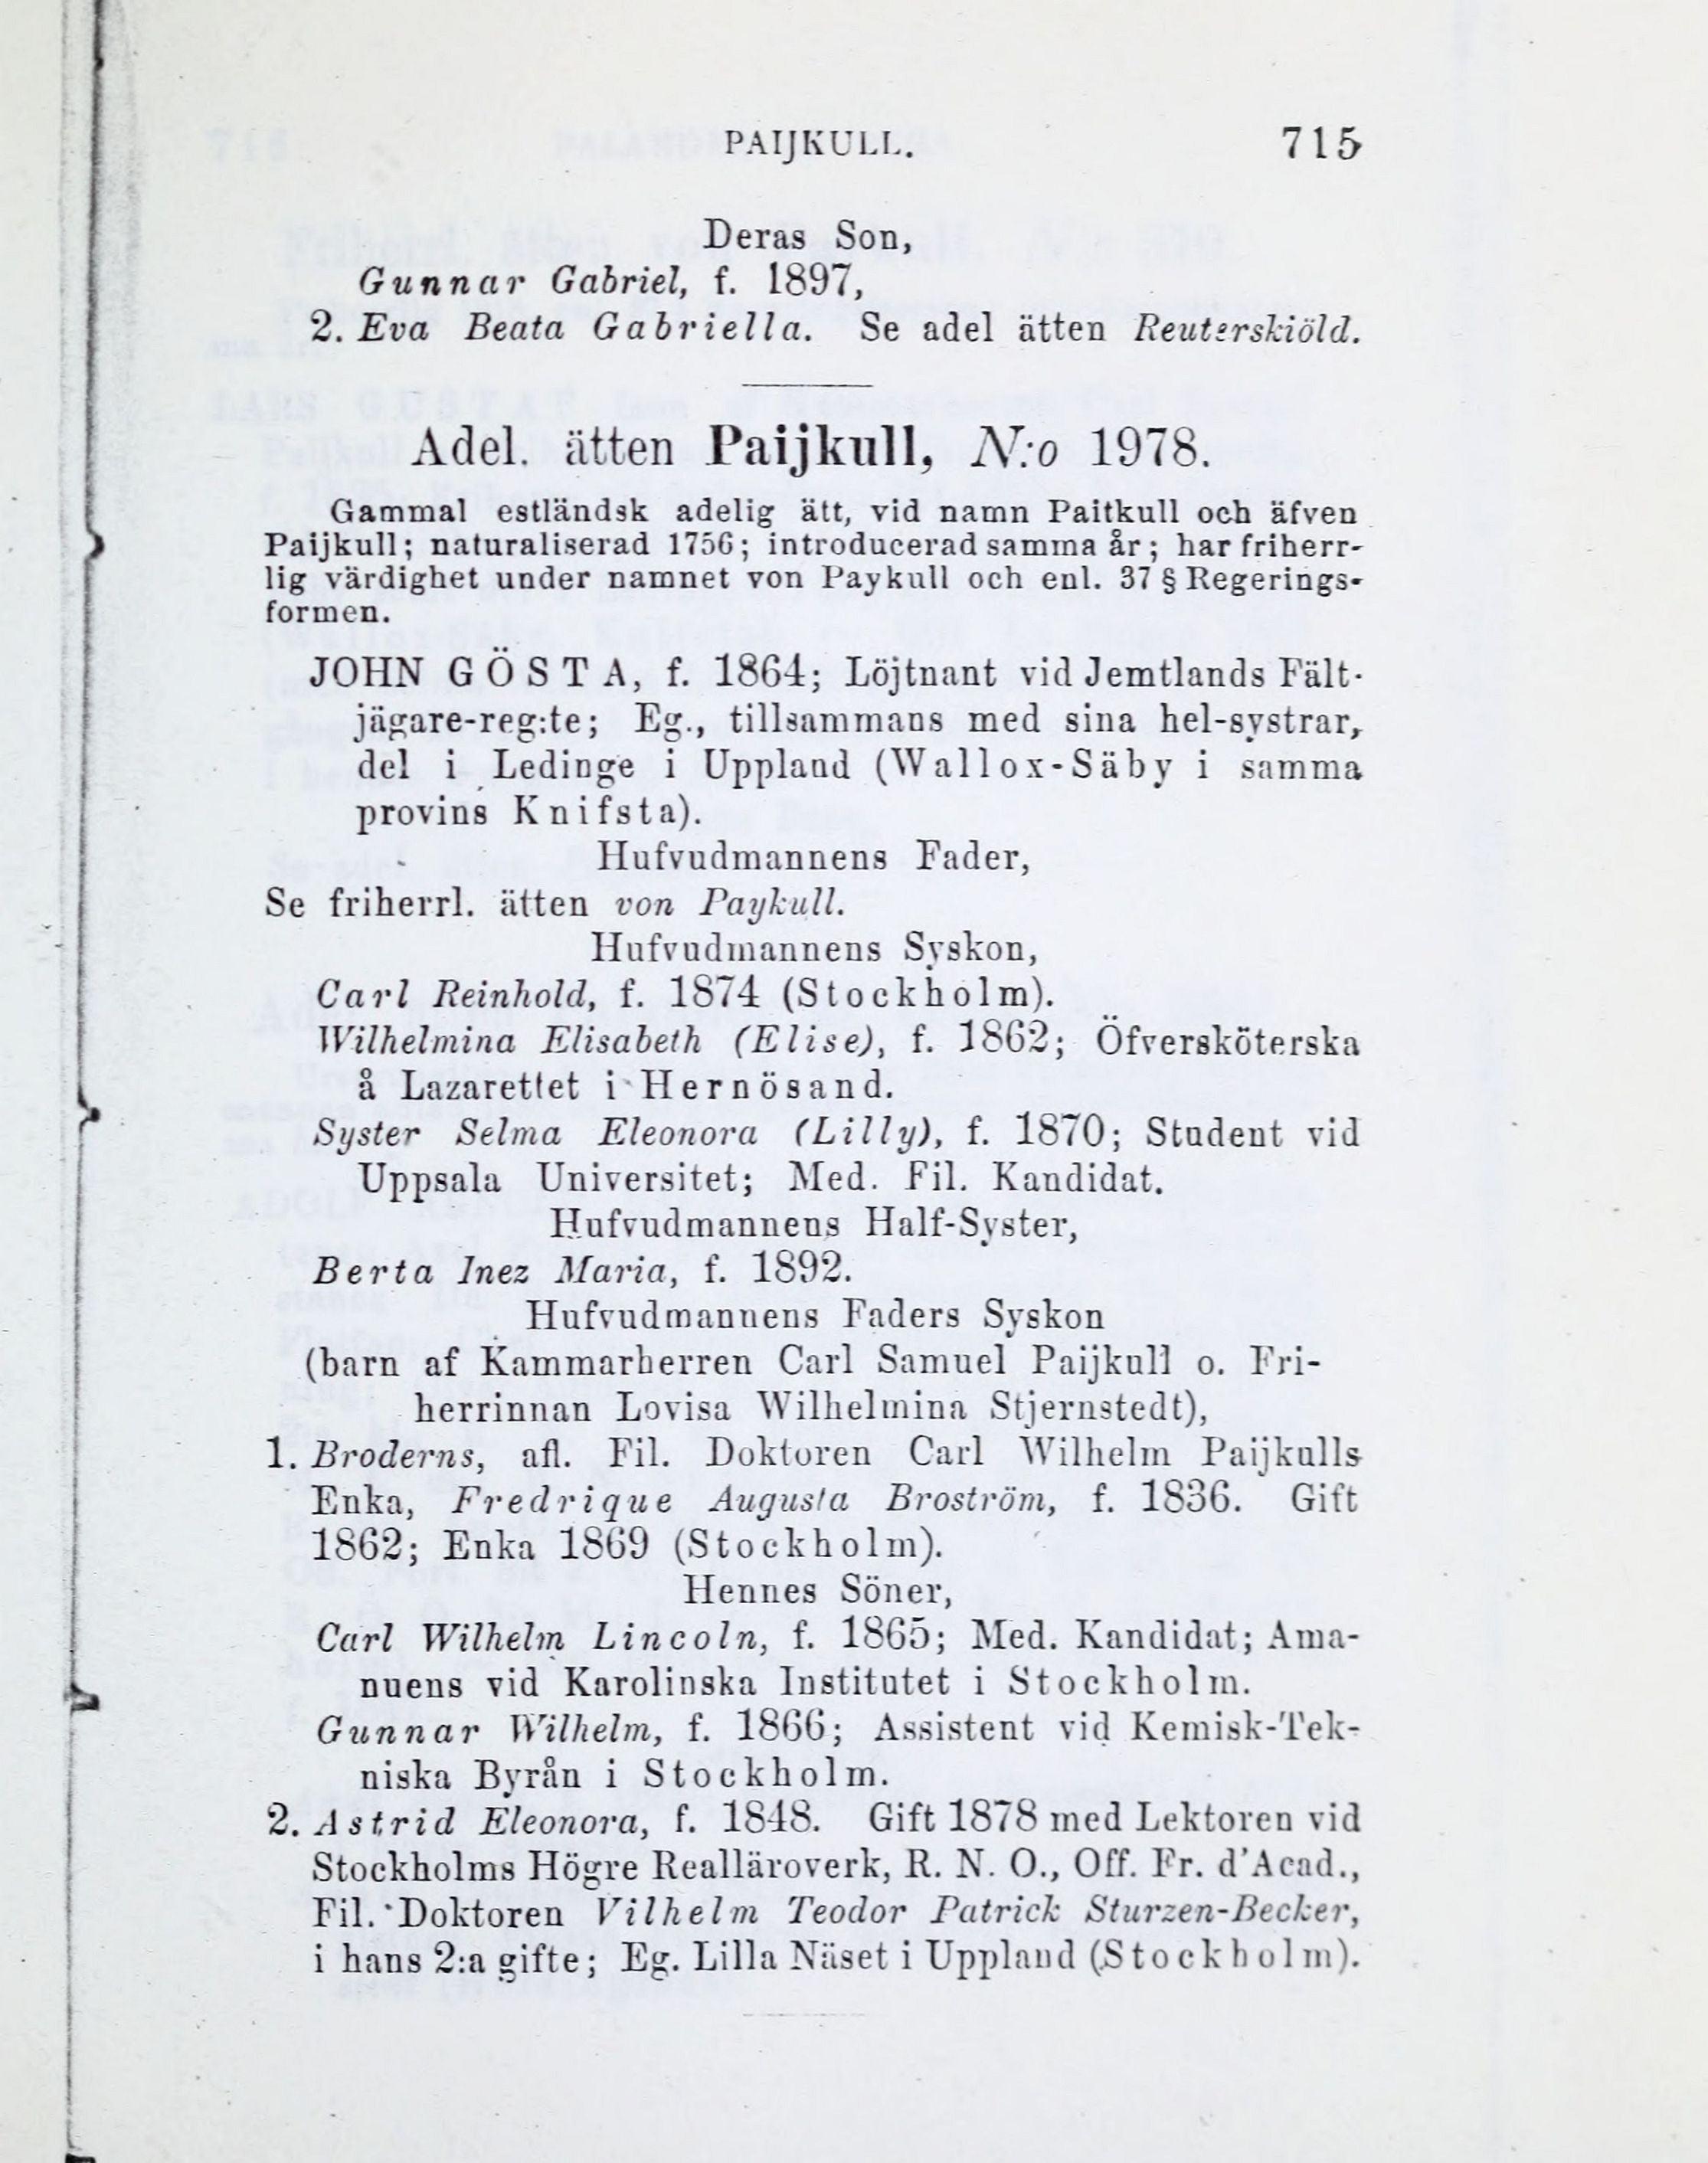 PAIJKULL. 715
Deras Son,
Gunnar Gabriel, f. 1897,
2. Eva Beata Gabriella. Se adel ätten Reuterskiöld.
Adel. ätten Paijkull, N:o 1978.
Gammal estländsk adelig ätt, vid namn Paitkull och äfven
Paijkull; naturaliserad 1756; introducerad samma år; har friherr-
lig värdighet under namnet von Paykull och enl. 37 § Regerings-
formen.
JOHN GÖSTA, f. 1864; Löjtnant vid Jemtlands Fält-
jägare-reg:te; Eg., tillsammans med sina hel-systrar,
del i Ledinge i Uppland (Wallox-Säby i samma
provins Knifsta).
Hufvudmannens Fader,
Se friherrl. ätten von Paykull.
Hufvudmannens Syskon,
Carl Reinhold, f. 1874 (Stockholm).
Wilhelmina Elisabeth (Elise), f. 1862; Öfversköterska
å Lazarettet i Hernösand.
Syster Selma Eleonora (Lilly), f. 1870; Student vid
Uppsala Universitet; Med. Fil. Kandidat.
Hufvudmannens Half-Syster,
Berta Inez Maria, f. 1892.
Hufvudmannens Faders Syskon
(barn af Kammarherren Carl Samuel Paijkull o. Fri-
herrinnan Lovisa Wilhelmina Stjernstedt),
1. Broderns, afl. Fil. Doktoren Carl Wilhelm Paijkulls
Enka, Fredrique Augusta Broström, f. 1836. Gift
1862; Enka 1869 (Stockholm).
Hennes Söner,
Carl Wilhelm Lincoln, f. 1865; Med. Kandidat; Ama-
nuens vid Karolinska Institutet i Stockholm.
Gunnar Wilhelm, f. 1866; Assistent vid Kemisk-Tek-
niska Byrån i Stockholm.
2. Astrid Eleonora, f. 1848. Gift 1878 med Lektoren vid
Stockholms Högre Realläroverk, R. N. O., Off. Fr. d'Acad.,
Fil. Doktoren Vilhelm Teodor Patrick Sturzen-Becker,
i hans 2:a gifte; Eg. Lilla Näset i Uppland (Stockholm).